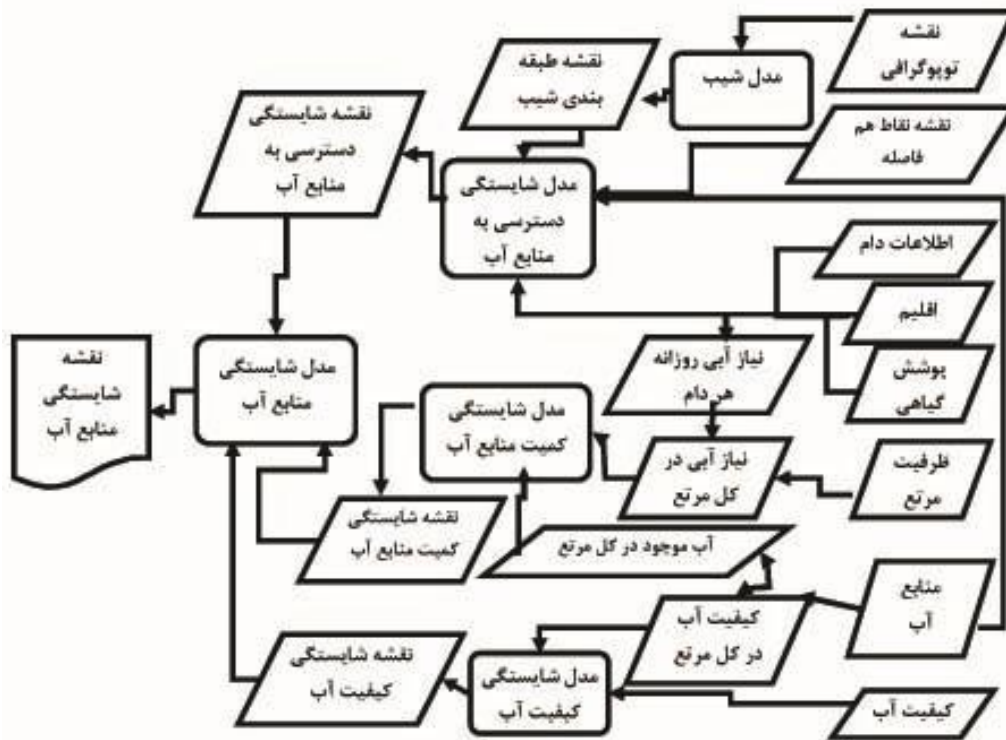 نقشه
توپوگرافی
مدل شیب
نقشه طبقه
بندی شیب
نقشه شایستگی
دسترسی به
منابع آب
نقشه نقاط هم
فاصله
مدل شایستگی
دسترسی به
منابع آب
اطلاعات دام
اقلیم
پوشش
گیاهی
نیاز آبی روزانه
هر دام
مدل شایستگی
منابع آب
نقشه
شایستگی
منابع آب
مدل شایستگی
کمیت منابع آب
نیاز آبی در
کل مرتع
ظرفیت
مرتع
نقشه شایستگی
کمیت منابع آب
آب موجود در کل مرتع
منابع
آب
کیفیت آب
در کل مرتع
نقشه شایستگی
کیفیت آب
مدل شایستگی
کیفیت آب
کیفیت آب